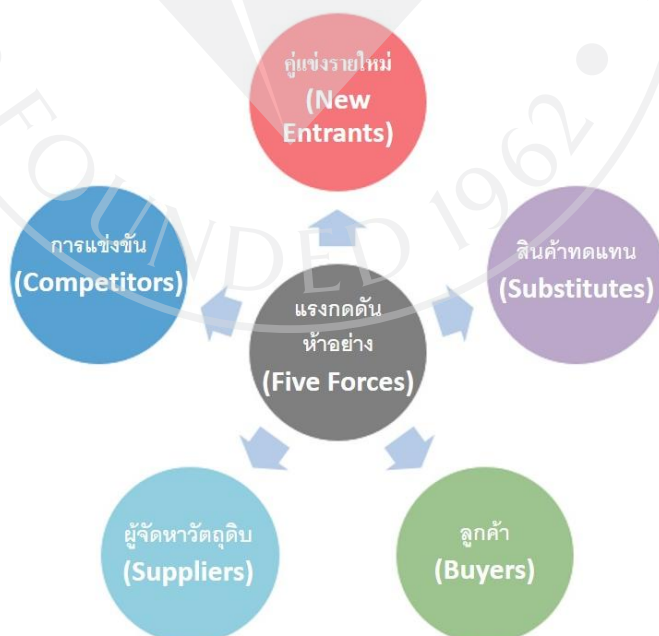 คู่แข่งรายใหม่
(New
Entrants)
การแข่งขัน
(Competitors)
สินค้าทดแทน
(Substitutes)
แรงกดดัน
ห้าอย่าง
(Five Forces)
ผู้จัดหาวัตถุดิบ
(Suppliers)
ลูกค้า
(Buyers)
FOUNDED 1962